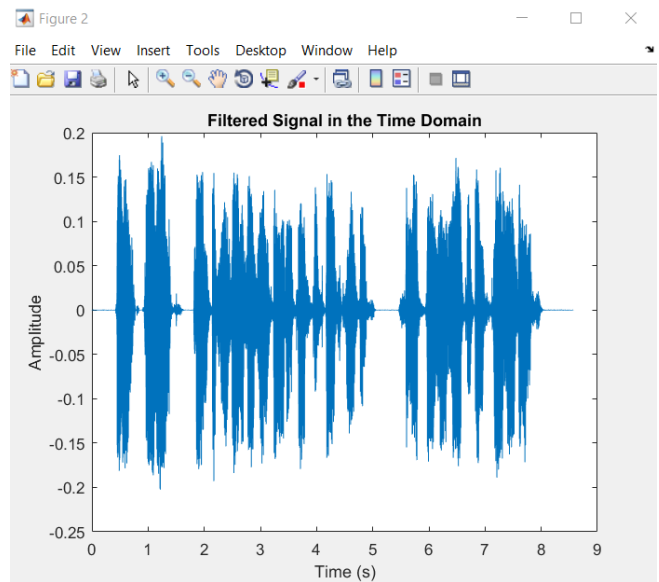 Figure 2
File Edit View Insert Tools Desktop Window Help
Filtered Signal in the Time Domain
0.2
0.15
0.1
0.05
0
-0.05
-0.1
-0.15
-0.2
-0.25
Amplitude
0 1 2 3 4 5 6 7 8 9
Time (s)